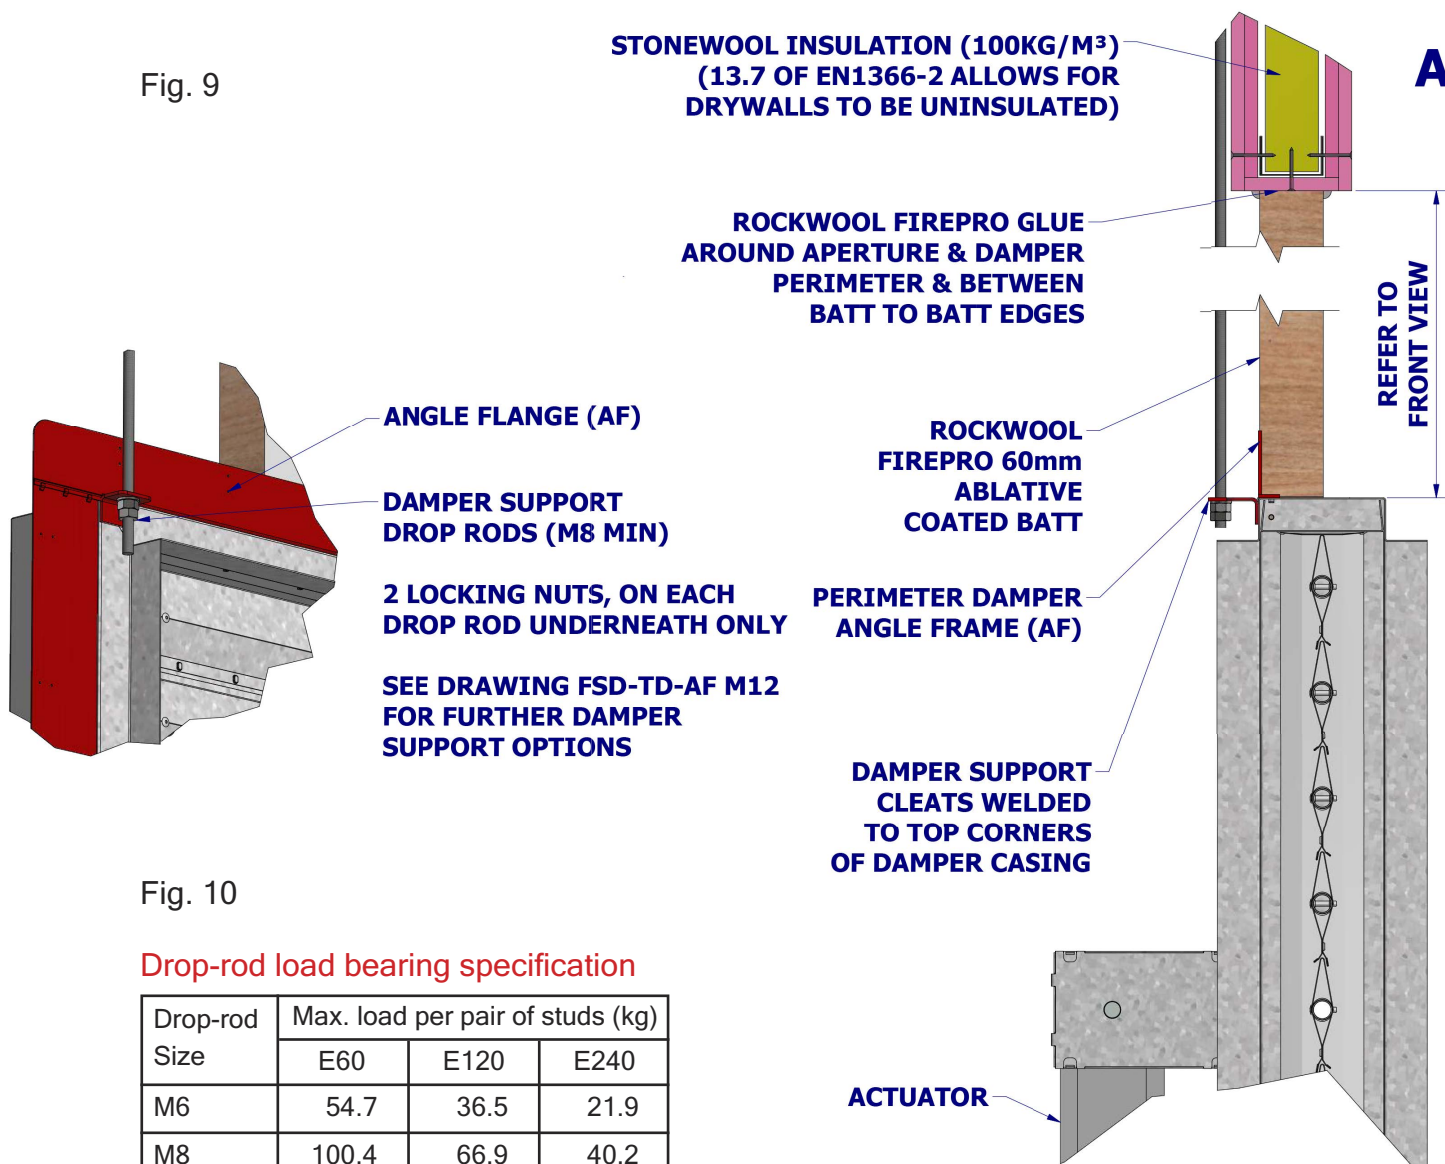 Fig. 9
STONEWOOL INSULATION (100KG/M³)
(13.7 OF EN1366-2 ALLOWS FOR
DRYWALLS TO BE UNINSULATED)
A
ROCKWOOL FIREPRO GLUE
AROUND APERTURE & DAMPER
PERIMETER & BETWEEN
BATT TO BATT EDGES
REFER TO
FRONT VIEW
ANGLE FLANGE (AF)
DAMPER SUPPORT
DROP RODS (M8 MIN)
2 LOCKING NUTS, ON EACH
DROP ROD UNDERNEATH ONLY
SEE DRAWING FSD-TD-AF M12
FOR FURTHER DAMPER
SUPPORT OPTIONS
ROCKWOOL
FIREPRO 60mm
ABLATIVE
COATED BATT
PERIMETER DAMPER
ANGLE FRAME (AF)
DAMPER SUPPORT
CLEATS WELDED
TO TOP CORNERS
OF DAMPER CASING
ACTUATOR
Fig. 10
Drop-rod load bearing specification
Drop-rod Size Max. load per pair of studs (kg)
E60 E120 E240
M6 54.7 36.5 21.9
M8 100.4 66.9 40.2